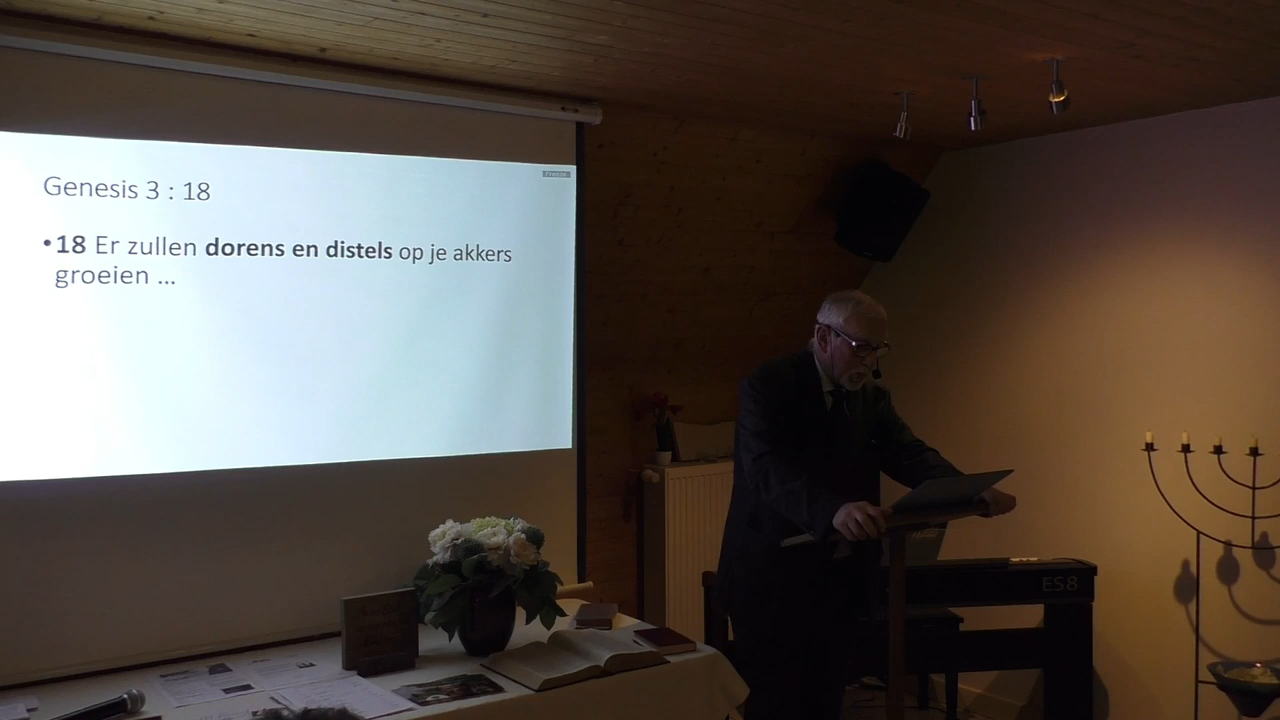 Genesis 3 : 18
•18 Er zullen dorens en distels op je akkers
groeien ...
ES8